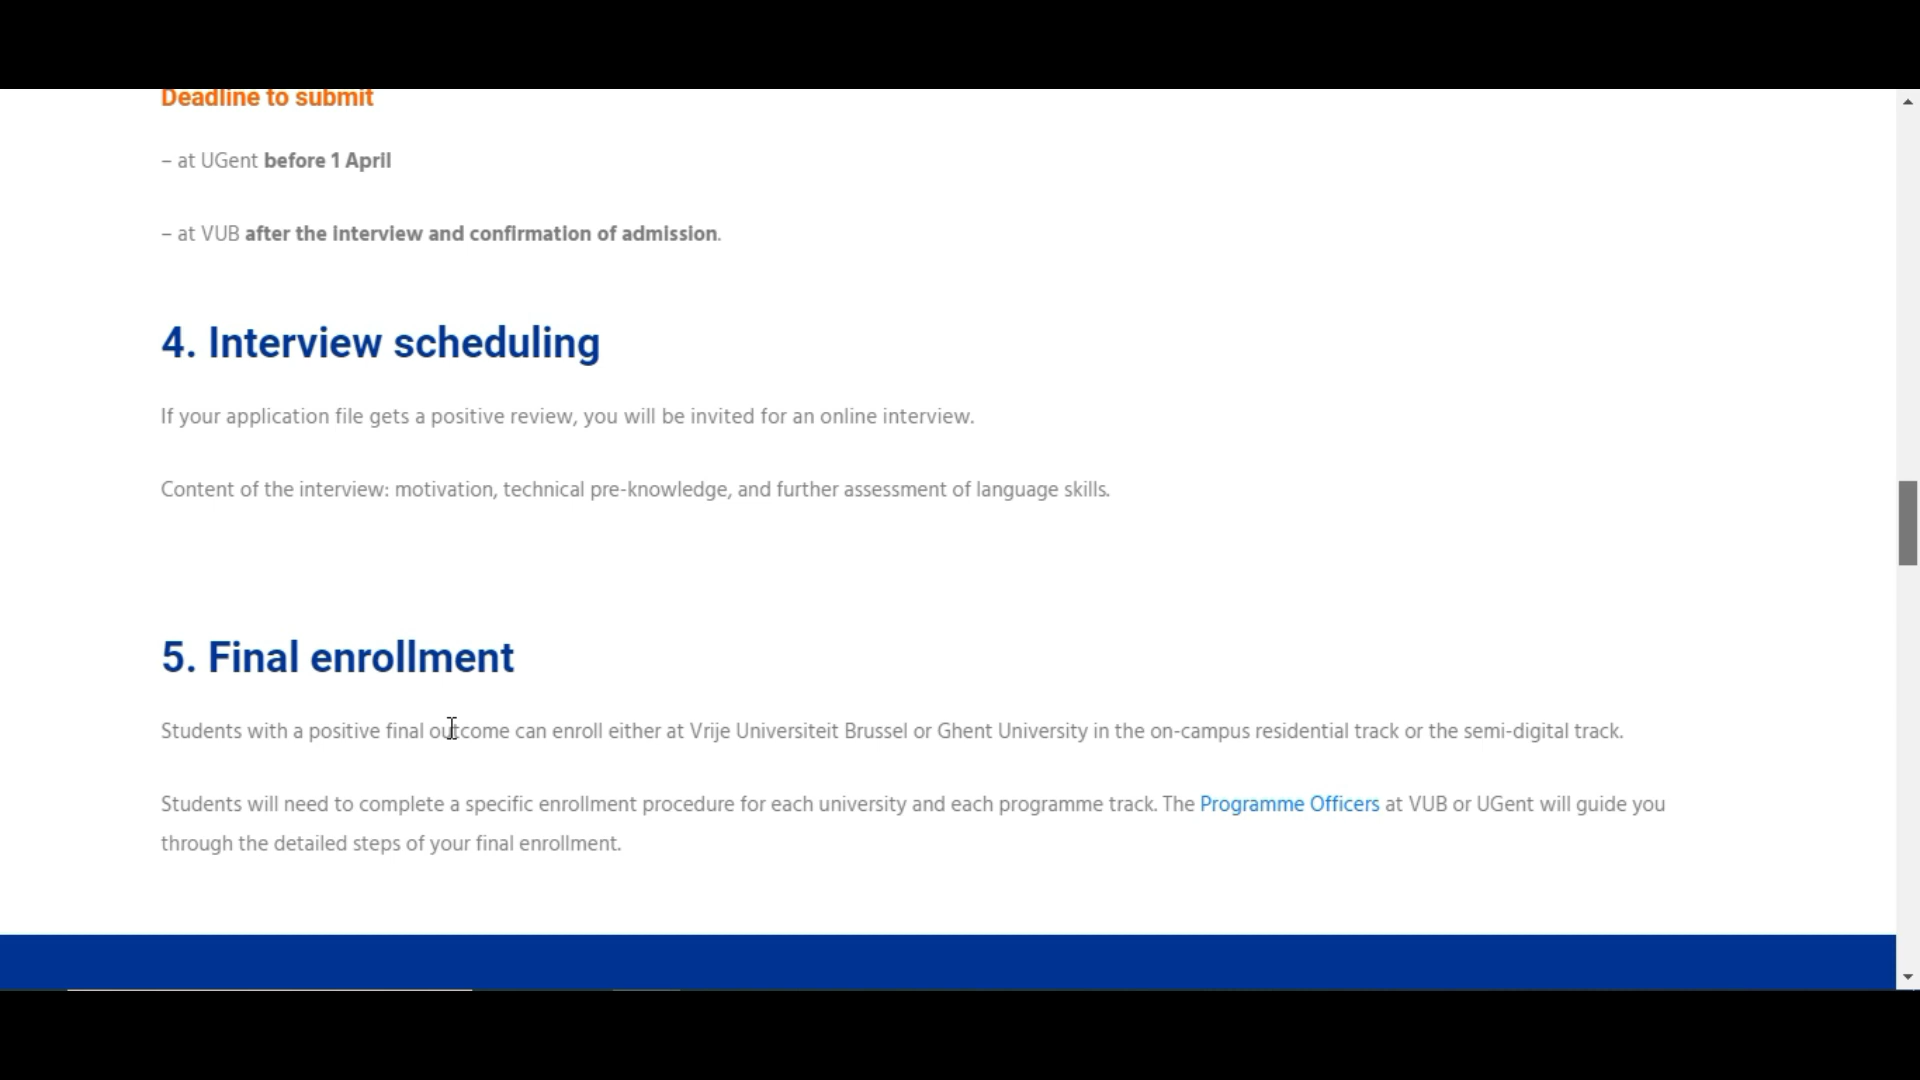 Deadline to submit
– at UGent before 1 April
– at VUB after the interview and confirmation of admission.
4. Interview scheduling
If your application file gets a positive review, you will be invited for an online interview.
Content of the interview: motivation, technical pre-knowledge, and further assessment of language skills.
5. Final enrollment
Students with a positive final outcome can enroll either at Vrije Universiteit Brussel or Ghent University in the on-campus residential track or the semi-digital track.
Students will need to complete a specific enrollment procedure for each university and each programme track. The Programme Officers at VUB or UGent will guide you
through the detailed steps of your final enrollment.